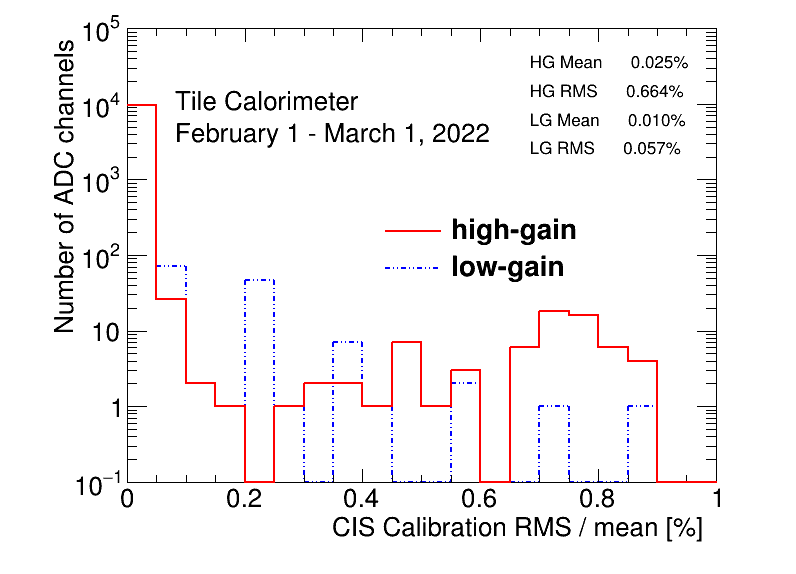 Number of ADC channels
10^5
10^4
10^3
10^2
10
1
10^−1
HG Mean 0.025%
HG RMS 0.664%
LG Mean 0.010%
LG RMS 0.057%
Tile Calorimeter
February 1 - March 1, 2022
high-gain
low-gain
0 0.2 0.4 0.6 0.8 1
CIS Calibration RMS / mean [%]